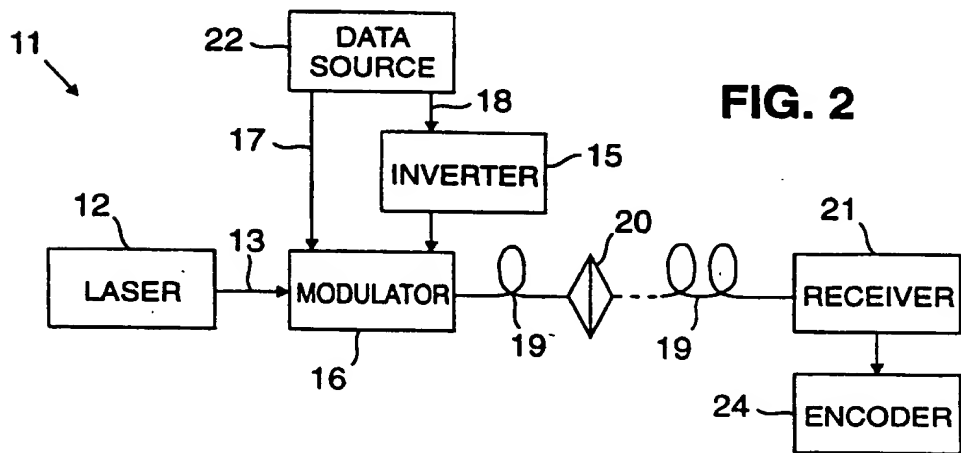 11
22
DATA
SOURCE
FIG. 2
17
18
INVERTER
15
12
13
LASER
MODULATOR
16
19
20
19
21
RECEIVER
24
ENCODER